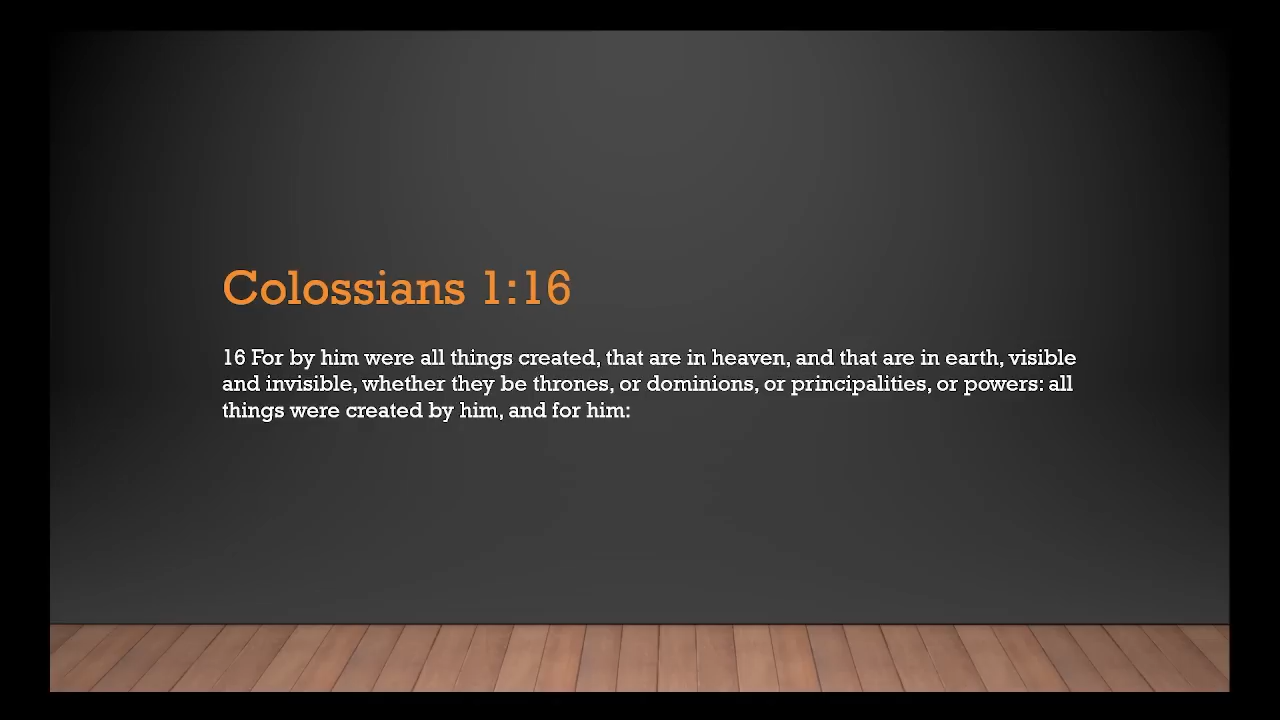 Colossians 1:16
16 For by him were all things created, that are in heaven, and that are in earth, visible
and invisible, whether they be thrones, or dominions, or principalities, or powers: all
things were created by him, and for him: